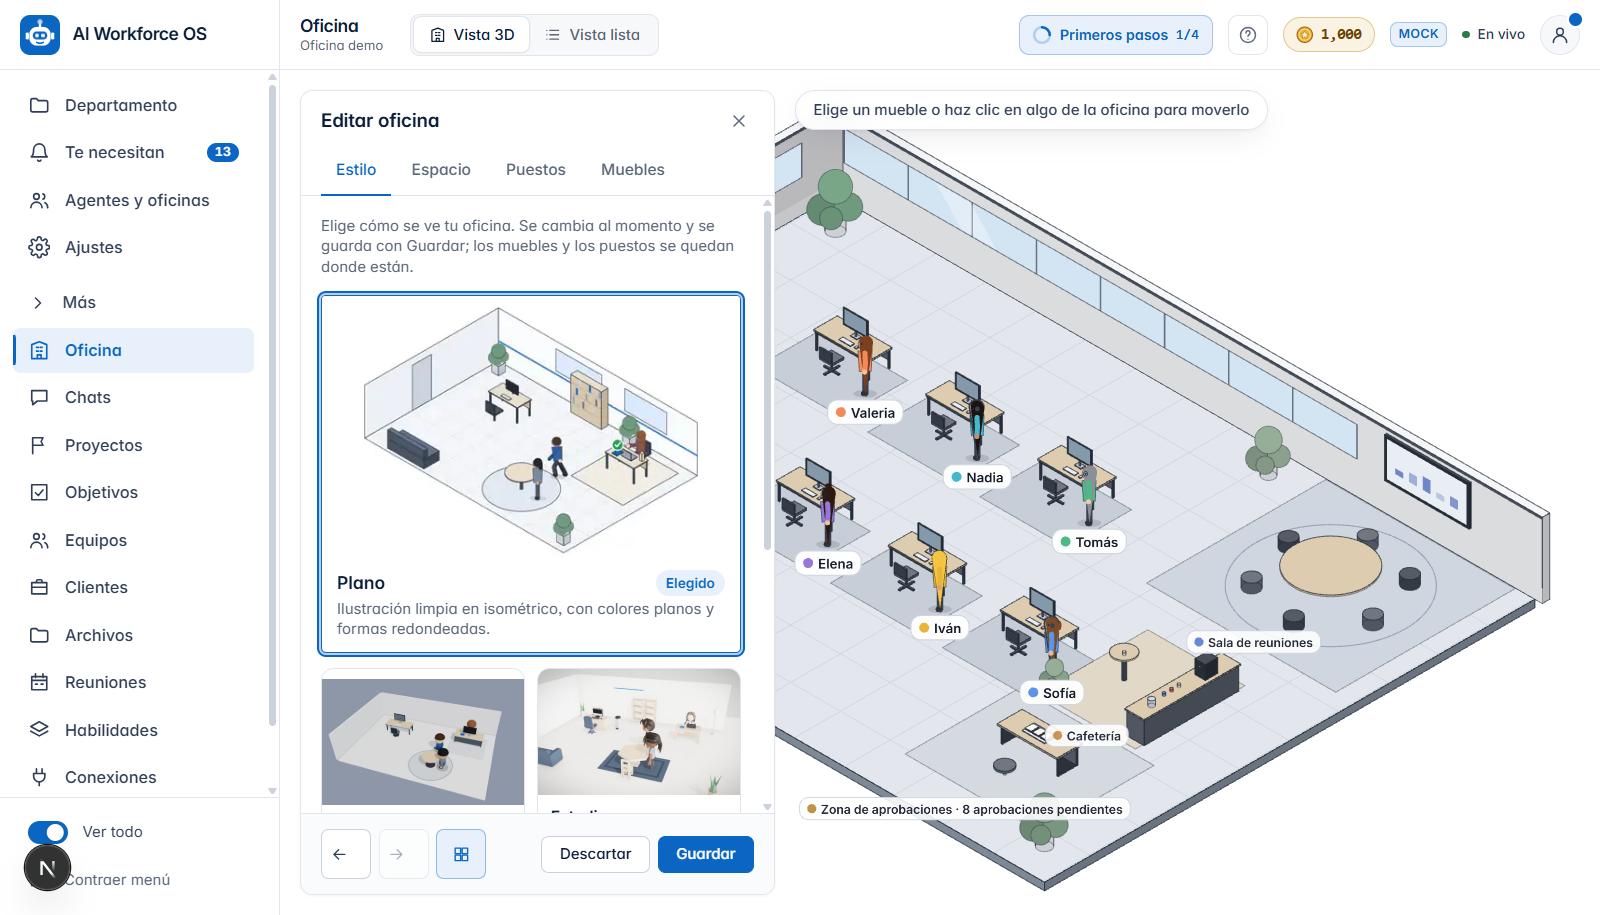 AI Workforce OS
Oficina
Oficina demo
Vista 3D
Vista lista
Primeros pasos 1/4
1,000
MOCK
En vivo
Departamento
Te necesitan
13
Agentes y oficinas
Ajustes
Más
Oficina
Chats
Proyectos
Objetivos
Equipos
Clientes
Archivos
Reuniones
Habilidades
Conexiones
Ver todo
Contraer menú
N
Editar oficina
Estilo
Espacio
Puestos
Muebles
Elige cómo se ve tu oficina. Se cambia al momento y se
guarda con Guardar; los muebles y los puestos se quedan
donde están.
Plano
Elegido
Ilustración limpia en isométrico, con colores planos y
formas redondeadas.
Descartar
Guardar
Elige un mueble o haz clic en algo de la oficina para moverlo
Valeria
Nadia
Tomás
Elena
Iván
Sala de reuniones
Sofía
Cafetería
Zona de aprobaciones · 8 aprobaciones pendientes